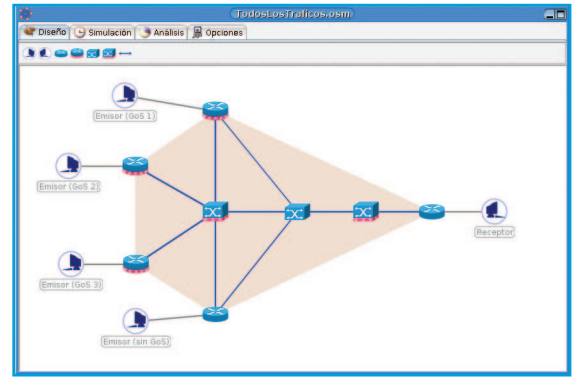 TodosLosTraficos.osm
Diseño Simulación Análisis Opciones
Emisor (GoS 1)
Emisor (GoS 2)
Receptor
Emisor (GoS 3)
Emisor (sin GoS)